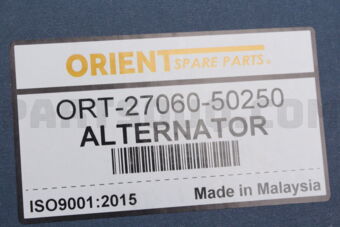 ORIENT SPARE PARTS
ORT-27060-50250
ALTERNATOR
ISO9001:2015 Made in Malaysia